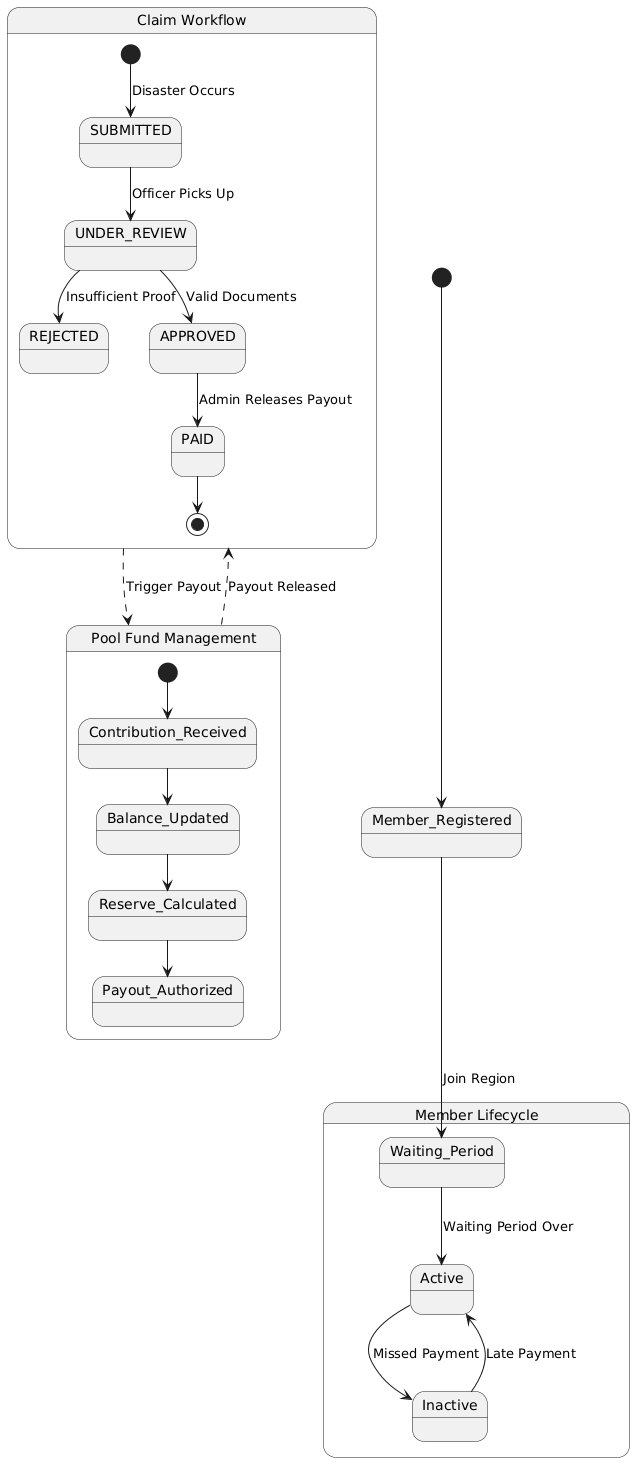 Claim Workflow
Disaster Occurs
SUBMITTED
Officer Picks Up
UNDER_REVIEW
Insufficient Proof
Valid Documents
REJECTED
APPROVED
Admin Releases Payout
PAID
Trigger Payout
Payout Released
Pool Fund Management
Contribution_Received
Balance_Updated
Reserve_Calculated
Payout_Authorized
Member_Registered
Join Region
Member Lifecycle
Waiting_Period
Waiting Period Over
Active
Missed Payment
Late Payment
Inactive